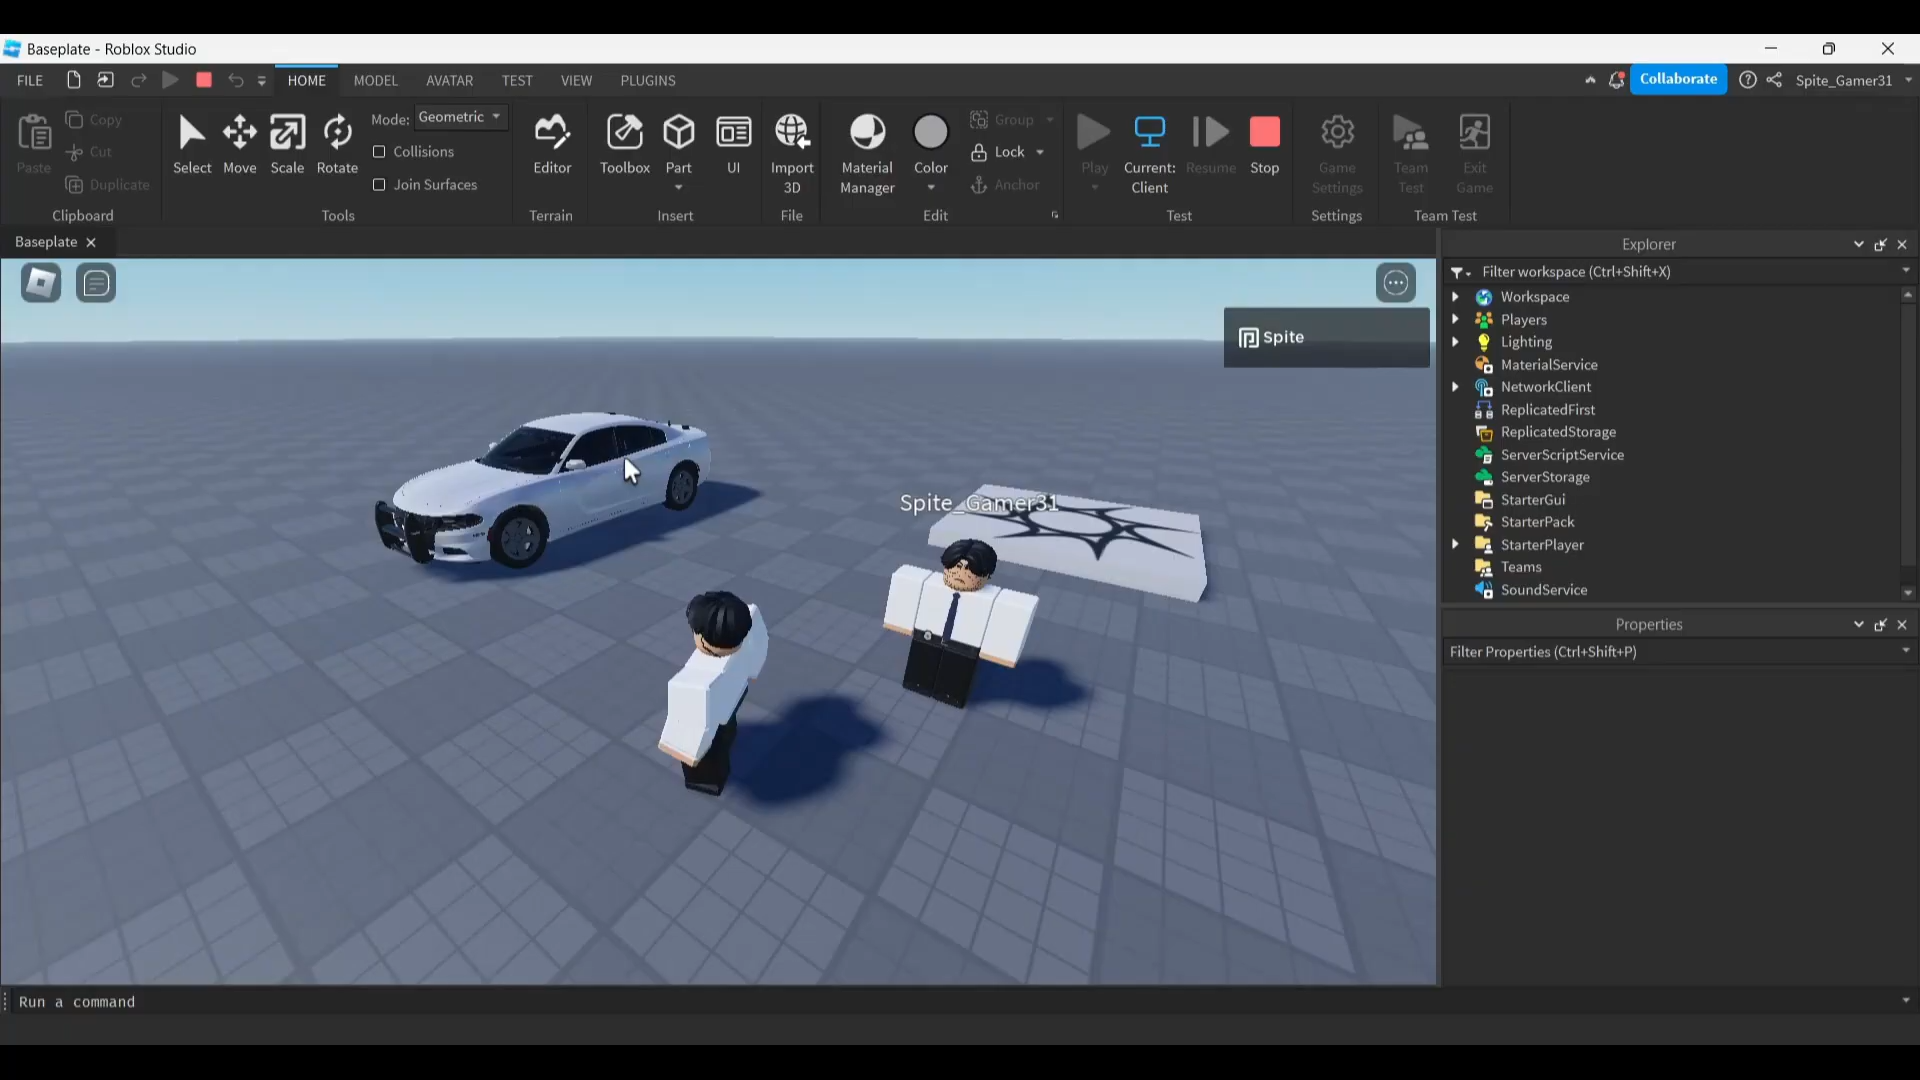 Baseplate - Roblox Studio
FILE HOME MODEL AVATAR TEST VIEW PLUGINS Collaborate Spite_Gamer31
Paste Copy Cut Duplicate
Clipboard
Select Move Scale Rotate
Mode: Geometric
Collisions
Join Surfaces
Tools
Editor
Terrain
Toolbox Part UI
Insert
Import 3D
File
Material Manager Color
Group
Lock
Anchor
Edit
Play Current: Client Resume Stop
Test
Game Settings
Settings
Team Test Exit Game
Team Test
Baseplate
Spite
Spite_Gamer31
Explorer
Filter workspace (Ctrl+Shift+X)
Workspace
Players
Lighting
MaterialService
NetworkClient
ReplicatedFirst
ReplicatedStorage
ServerScriptService
ServerStorage
StarterGui
StarterPack
StarterPlayer
Teams
SoundService
Properties
Filter Properties (Ctrl+Shift+P)
Run a command